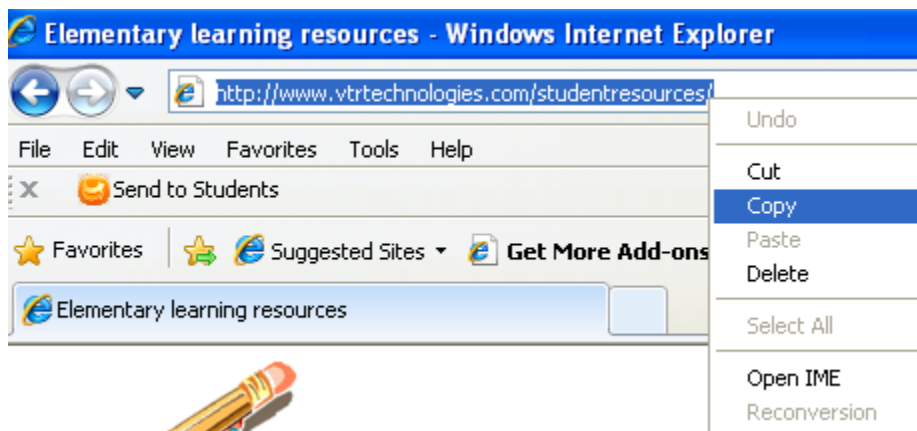 Elementary learning resources - Windows Internet Explorer
http://www.vtrtechnologies.com/studentresources/
File Edit View Favorites Tools Help
X Send to Students
Favorites Suggested Sites Get More Add-ons
Elementary learning resources
Undo
Cut
Copy
Paste
Delete
Select All
Open IME
Reconversion